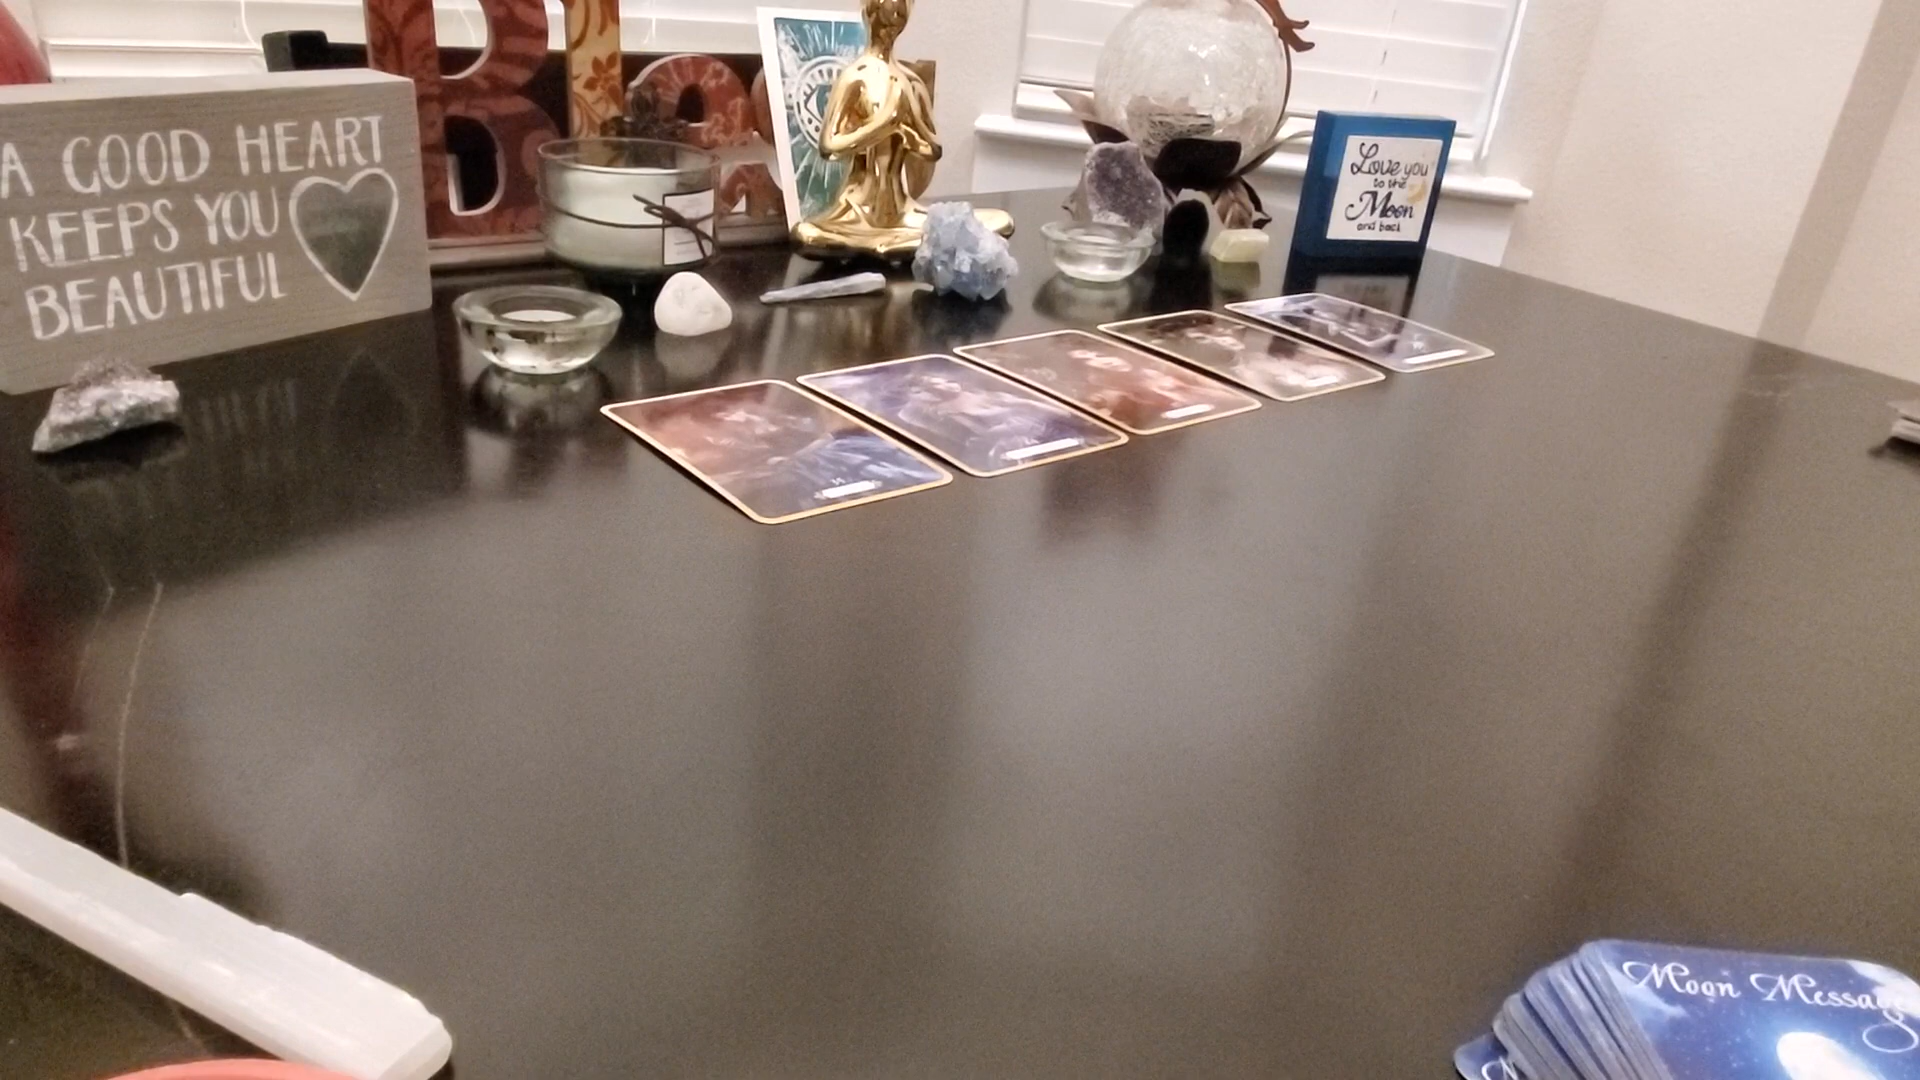 A GOOD HEART
KEEPS YOU
BEAUTIFUL
Love you
to the
Moon
and back
Moon Messag